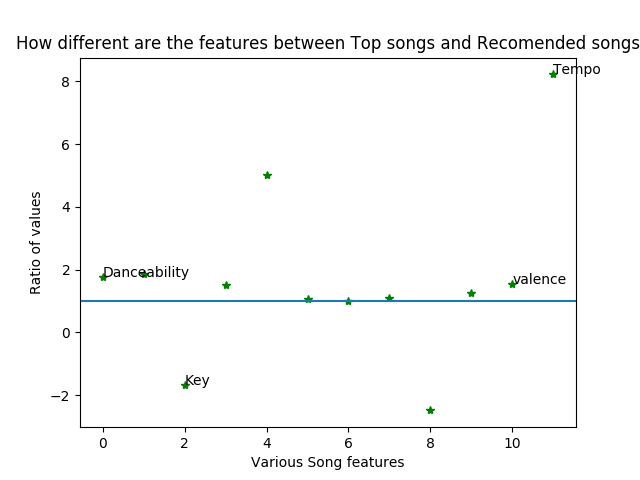 How different are the features between Top songs and Recomended songs
Ratio of values
8
6
4
2
0
−2
Tempo
Danceability
valence
Key
0 2 4 6 8 10
Various Song features